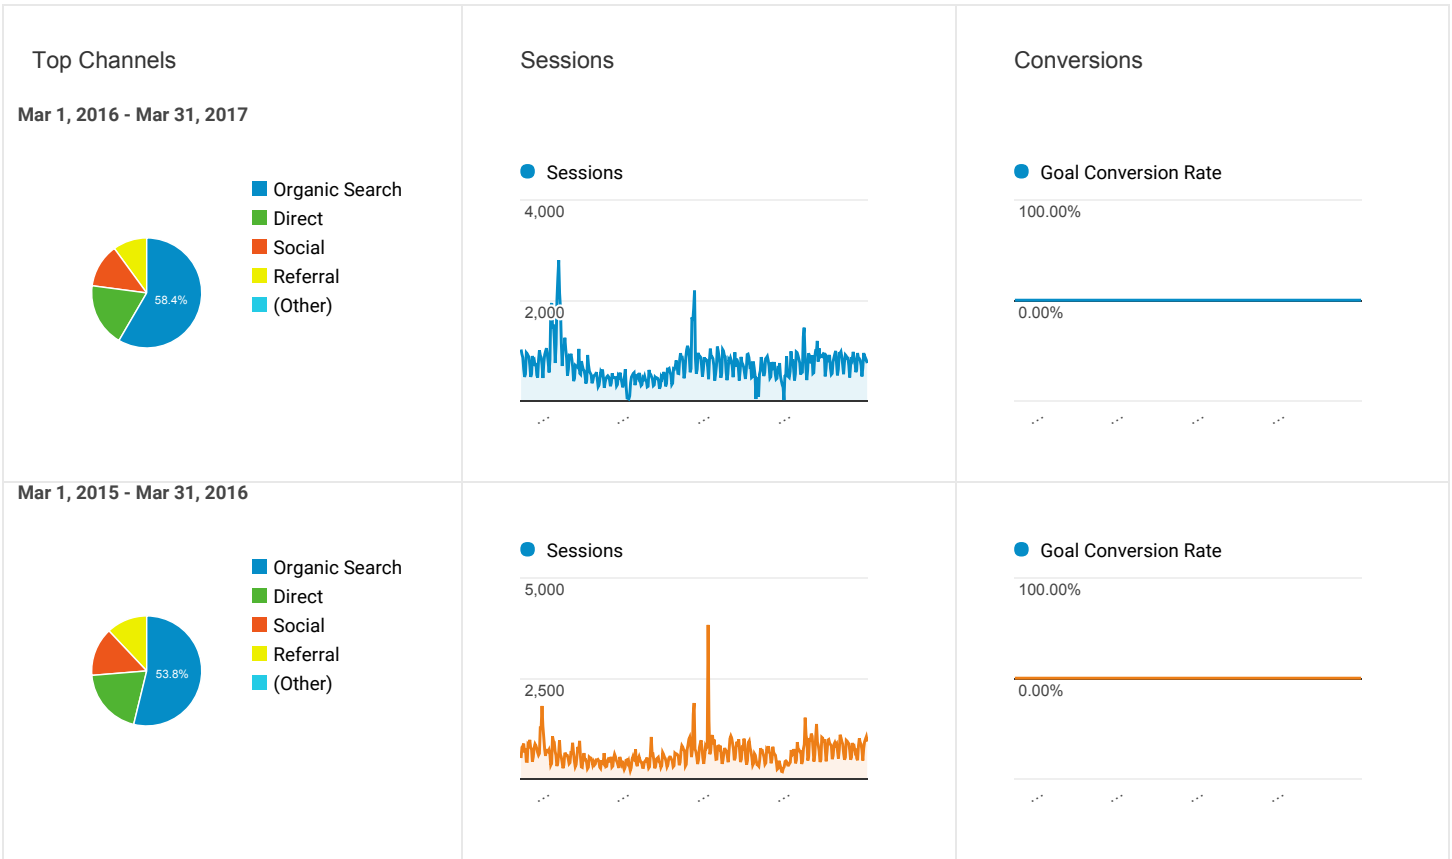 Top Channels
Sessions
Conversions
Mar 1, 2016 - Mar 31, 2017
Organic Search
Direct
Social
Referral
(Other)
58.4%
Sessions
4,000
2,000
...
...
...
...
Goal Conversion Rate
100.00%
0.00%
...
...
...
...
Mar 1, 2015 - Mar 31, 2016
Organic Search
Direct
Social
Referral
(Other)
53.8%
Sessions
5,000
2,500
...
...
...
...
Goal Conversion Rate
100.00%
0.00%
...
...
...
...